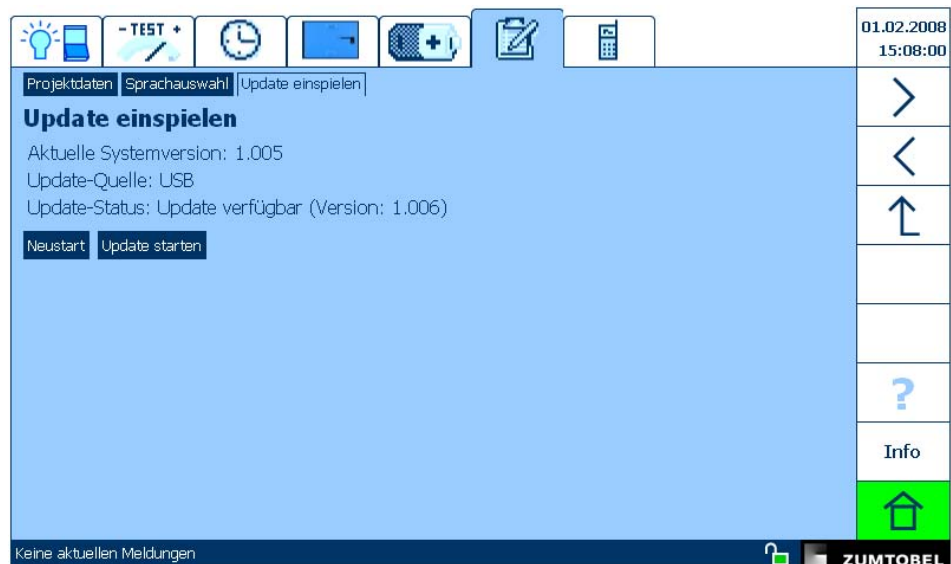 - TEST +
01.02.2008
15:08:00
Projektdaten Sprachauswahl Update einspielen
Update einspielen
Aktuelle Systemversion: 1.005
Update-Quelle: USB
Update-Status: Update verfügbar (Version: 1.006)
Neustart Update starten
?
Info
Keine aktuellen Meldungen
ZUMTOBEL